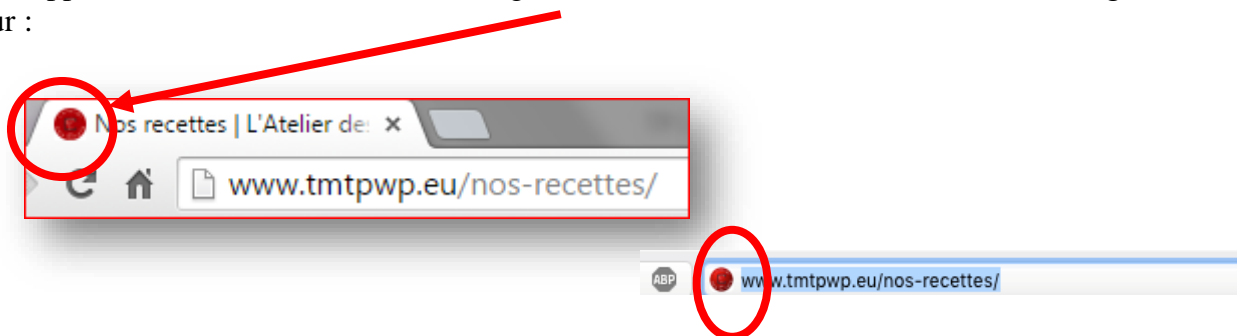 ur :
Nos recettes | L'Atelier de
www.tmtpwp.eu/nos-recettes/
ABP
www.tmtpwp.eu/nos-recettes/